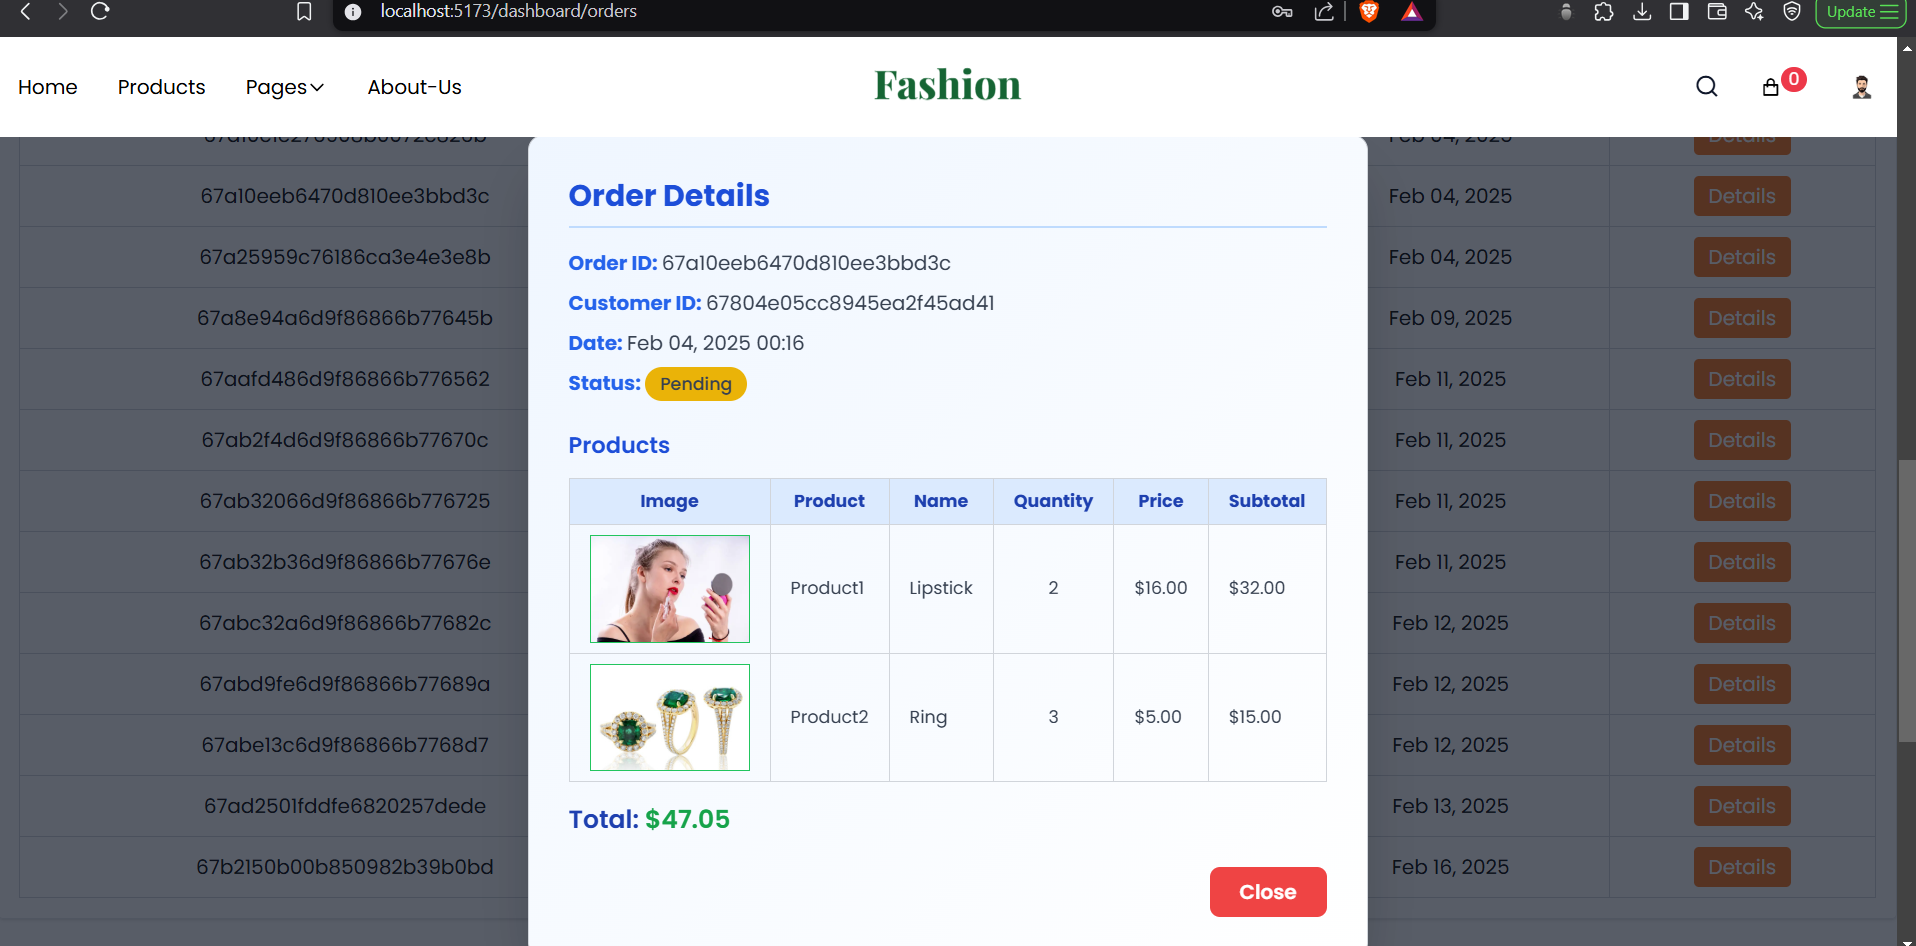 localhost:5173/dashboard/orders
Update
Home Products Pages About-Us Fashion 0
Details
67a10eeb6470d810ee3bbd3c Feb 04, 2025 Details
67a25959c76186ca3e4e3e8b Feb 04, 2025 Details
67a8e94a6d9f86866b77645b Feb 09, 2025 Details
67aafd486d9f86866b776562 Feb 11, 2025 Details
67ab2f4d6d9f86866b77670c Feb 11, 2025 Details
67ab32066d9f86866b776725 Feb 11, 2025 Details
67ab32b36d9f86866b77676e Feb 11, 2025 Details
67abc32a6d9f86866b77682c Feb 12, 2025 Details
67abd9fe6d9f86866b77689a Feb 12, 2025 Details
67abe13c6d9f86866b7768d7 Feb 12, 2025 Details
67ad2501fddfe6820257dede Feb 13, 2025 Details
67b2150b00b850982b39b0bd Feb 16, 2025 Details
Order Details
Order ID: 67a10eeb6470d810ee3bbd3c
Customer ID: 67804e05cc8945ea2f45ad41
Date: Feb 04, 2025 00:16
Status: Pending
Products
Image Product Name Quantity Price Subtotal
Product1 Lipstick 2 $16.00 $32.00
Product2 Ring 3 $5.00 $15.00
Total: $47.05
Close